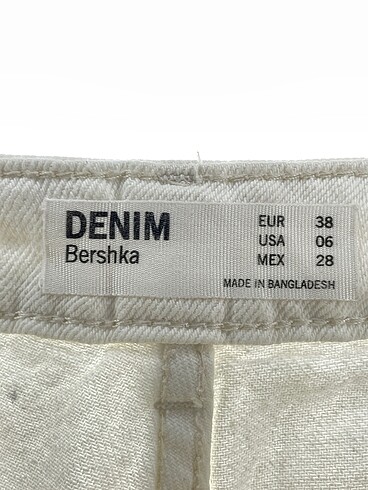 DENIM
Bershka
EUR 38
USA 06
MEX 28
MADE IN BANGLADESH